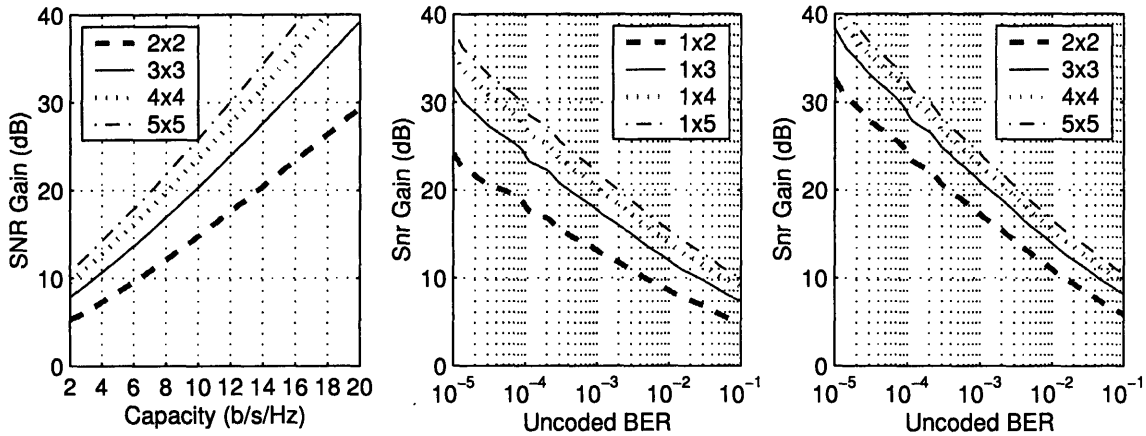 SNR Gain (dB)
40
30
20
10
0
2x2
3x3
4x4
5x5
2 4 6 8 10 12 14 16 18 20
Capacity (b/s/Hz)
Snr Gain (dB)
40
30
20
10
0
1x2
1x3
1x4
1x5
10^-5 10^-4 10^-3 10^-2 10^-1
Uncoded BER
Snr Gain (dB)
40
30
20
10
0
2x2
3x3
4x4
5x5
10^-5 10^-4 10^-3 10^-2 10^-1
Uncoded BER